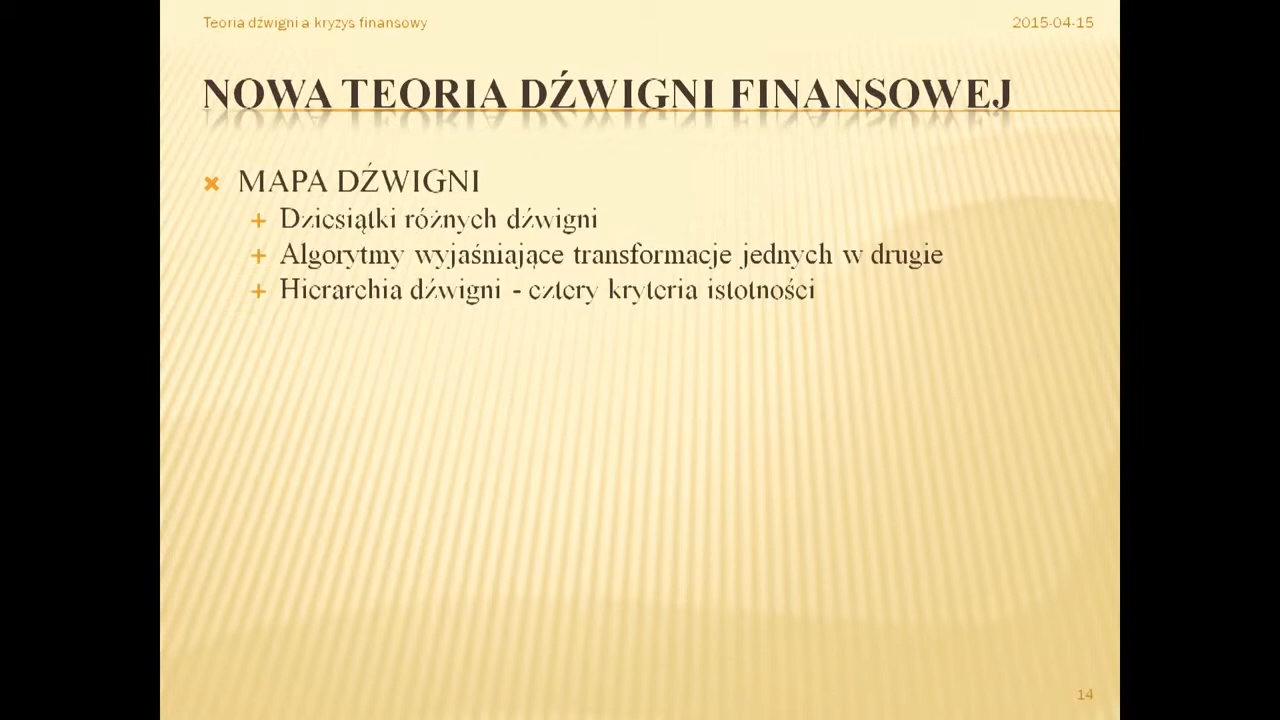 Teoria dźwigni a kryzys finansowy
2015-04-15
NOWA TEORIA DŹWIGNI FINANSOWEJ
MAPA DŹWIGNI
Dziesiątki różnych dźwigni
Algorytmy wyjaśniające transformacje jednych w drugie
Hierarchia dźwigni - cztery kryteria istotności
14